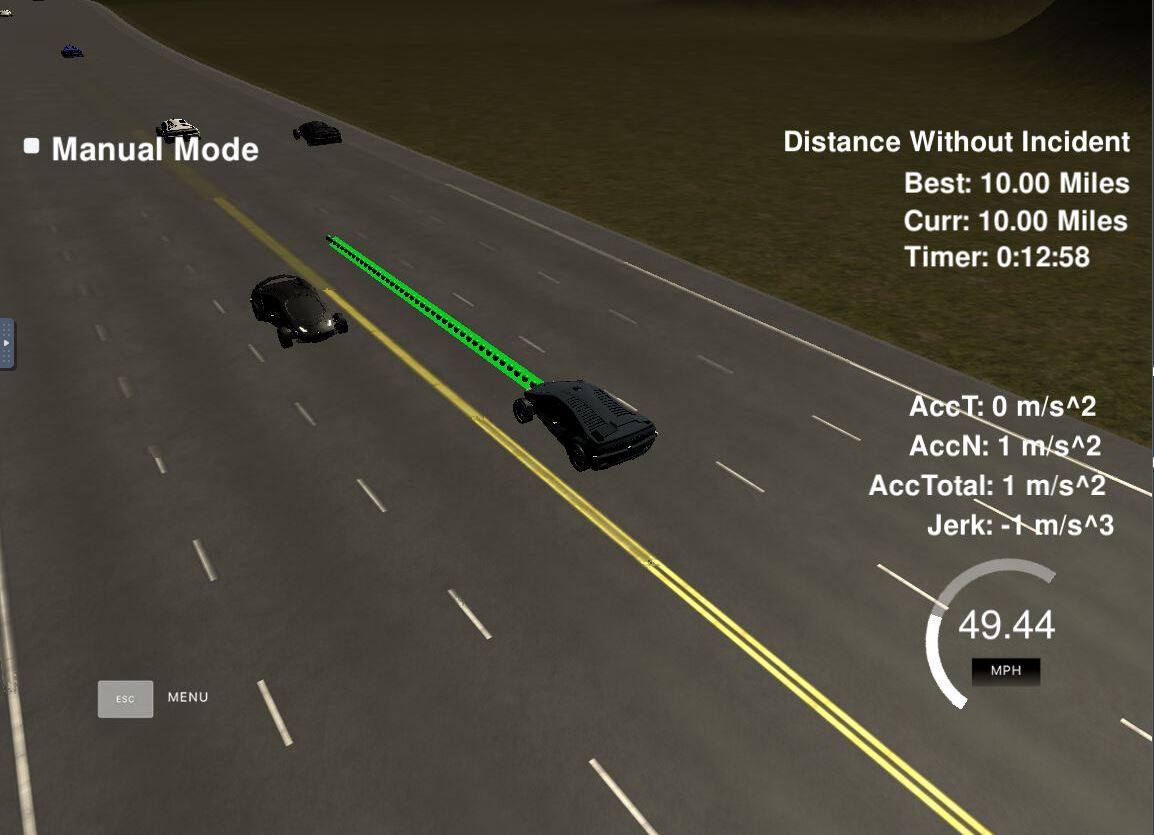 Manual Mode
Distance Without Incident
Best: 10.00 Miles
Curr: 10.00 Miles
Timer: 0:12:58
AccT: 0 m/s^2
AccN: 1 m/s^2
AccTotal: 1 m/s^2
Jerk: -1 m/s^3
49.44
MPH
ESC MENU